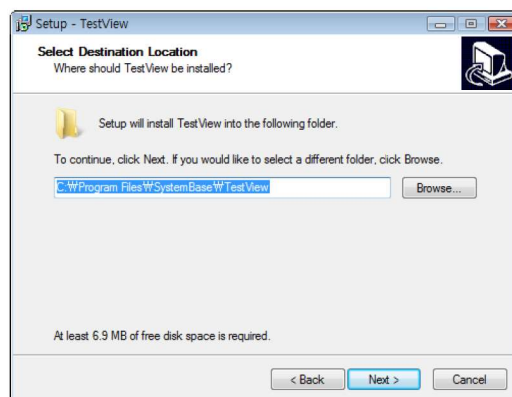 Setup - TestView
Select Destination Location
Where should TestView be installed?
Setup will install TestView into the following folder.
To continue, click Next. If you would like to select a different folder, click Browse.
C:₩Program Files₩SystemBase₩TestView
Browse...
At least 6.9 MB of free disk space is required.
< Back
Next >
Cancel